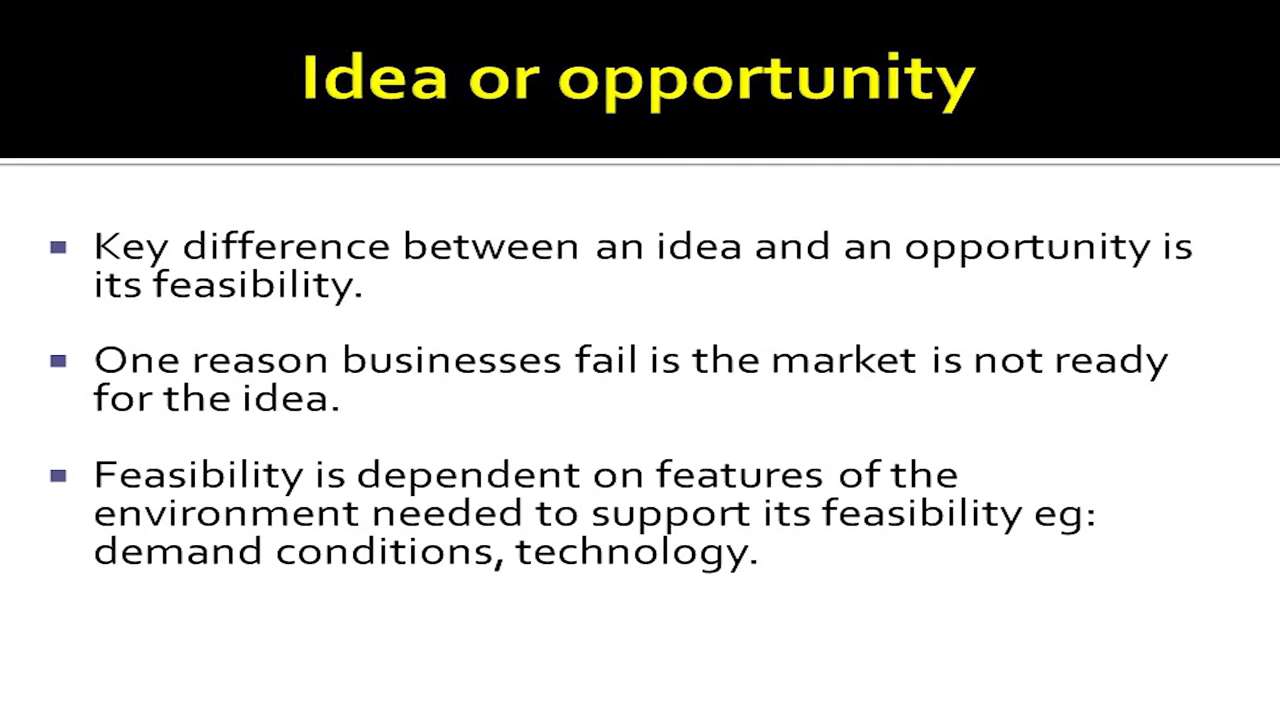 Idea or opportunity
Key difference between an idea and an opportunity is
its feasibility.
One reason businesses fail is the market is not ready
for the idea.
Feasibility is dependent on features of the
environment needed to support its feasibility eg:
demand conditions, technology.